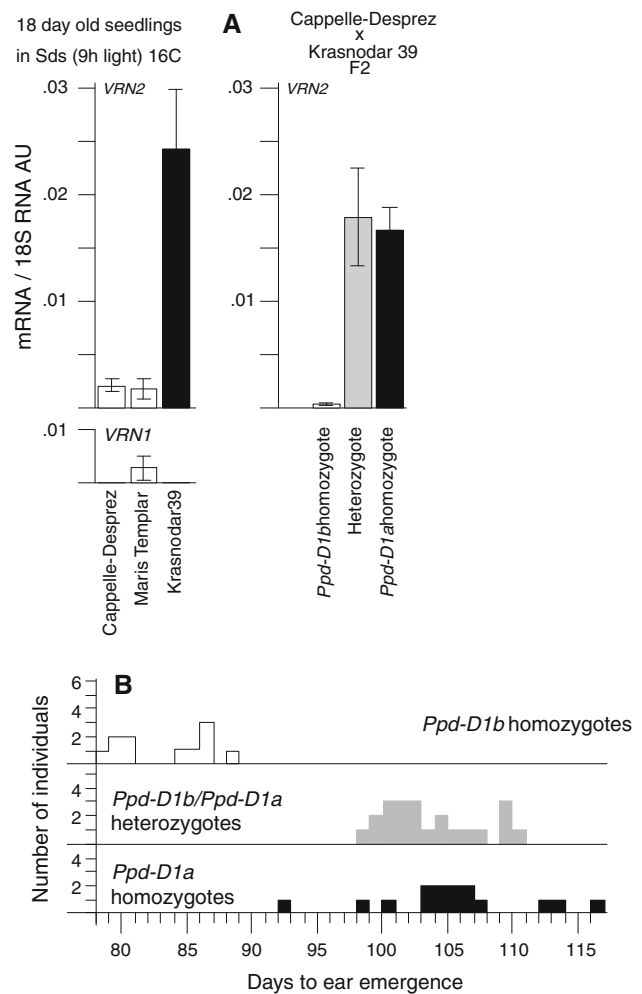 18 day old seedlings
in Sds (9h light) 16C
A
Cappelle-Desprez
x
Krasnodar 39
F2
mRNA / 18S RNA AU
VRN2
.03
.02
.01
VRN1
.01
Cappelle-Desprez
Maris Templar
Krasnodar39
VRN2
.03
.02
.01
Ppd-D1bhomozygote
Heterozygote
Ppd-D1ahomozygote
B
Number of individuals
6
4
2
Ppd-D1b homozygotes
4
2
Ppd-D1b/Ppd-D1a
heterozygotes
4
2
Ppd-D1a
homozygotes
80 85 90 95 100 105 110 115
Days to ear emergence